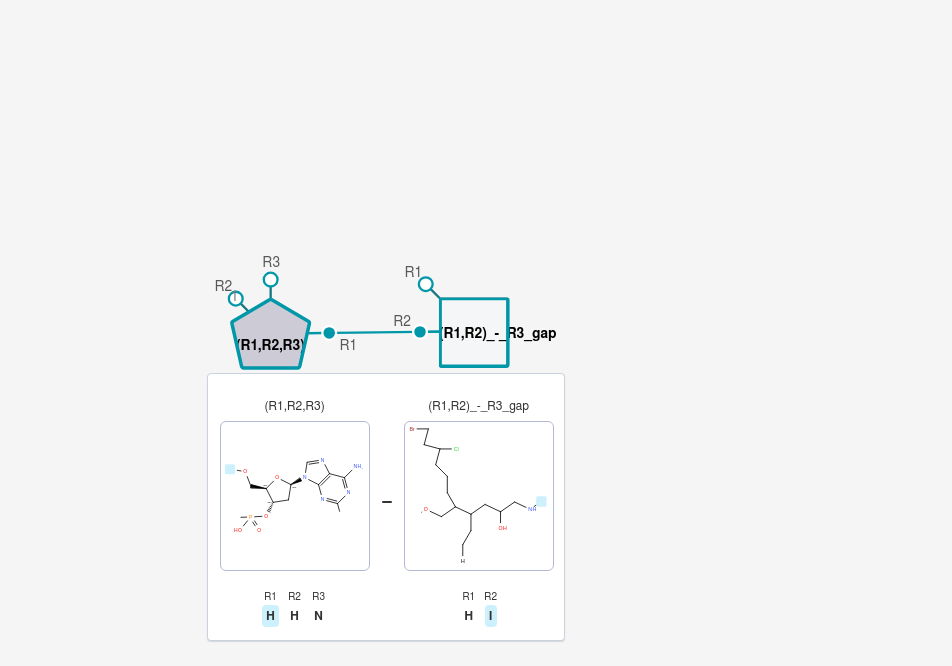 R3
R2
R1
R2
R1
(R1,R2,R3)
(R1,R2)_-_R3_gap
(R1,R2,R3)
(R1,R2)_-_R3_gap
Br
Cl
N
N
N
N
N
NH
O
O
O
P
HO
O
O
OH
NH
H
R1 R2 R3
H H N
R1 R2
H I